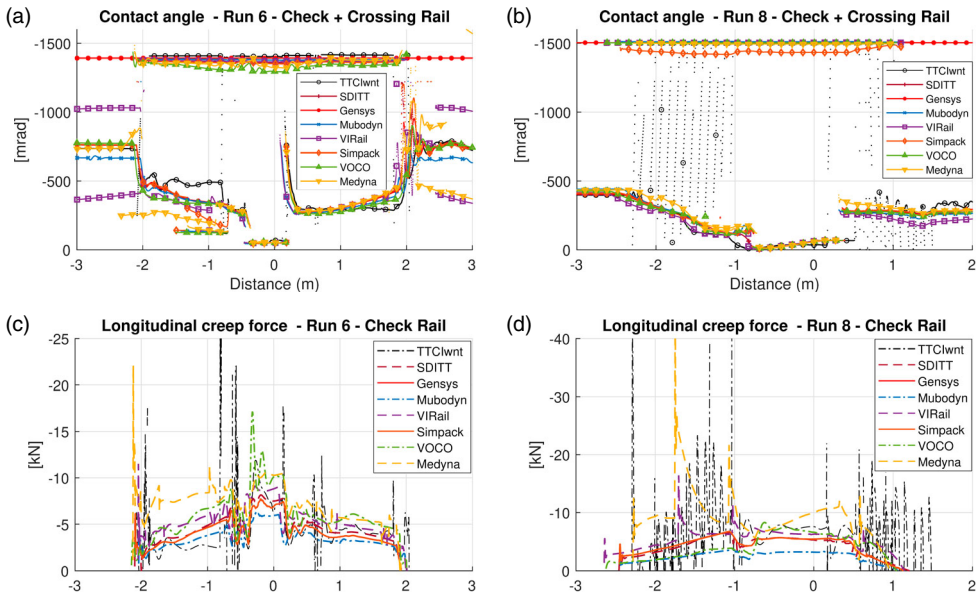 (a)
Contact angle - Run 6 - Check + Crossing Rail
-1500
-1000
-500
0
[mrad]
-3 -2 -1 0 1 2 3
Distance (m)
TTCIwnt
SDITT
Gensys
Mubodyn
VIRail
Simpack
VOCO
Medyna
(b)
Contact angle - Run 8 - Check + Crossing Rail
-1500
-1000
-500
0
[mrad]
-3 -2 -1 0 1 2
Distance (m)
TTCIwnt
SDITT
Gensys
Mubodyn
VIRail
Simpack
VOCO
Medyna
(c)
Longitudinal creep force - Run 6 - Check Rail
-25
-20
-15
-10
-5
0
[kN]
-3 -2 -1 0 1 2 3
TTCIwnt
SDITT
Gensys
Mubodyn
VIRail
Simpack
VOCO
Medyna
(d)
Longitudinal creep force - Run 8 - Check Rail
-40
-30
-20
-10
0
[kN]
-3 -2 -1 0 1 2
TTCIwnt
SDITT
Gensys
Mubodyn
VIRail
Simpack
VOCO
Medyna